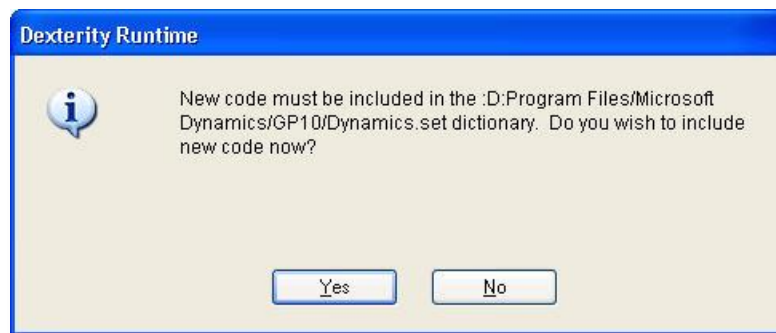 Dexterity Runtime
New code must be included in the :D:Program Files/Microsoft
Dynamics/GP10/Dynamics.set dictionary.  Do you wish to include
new code now?
Yes
No